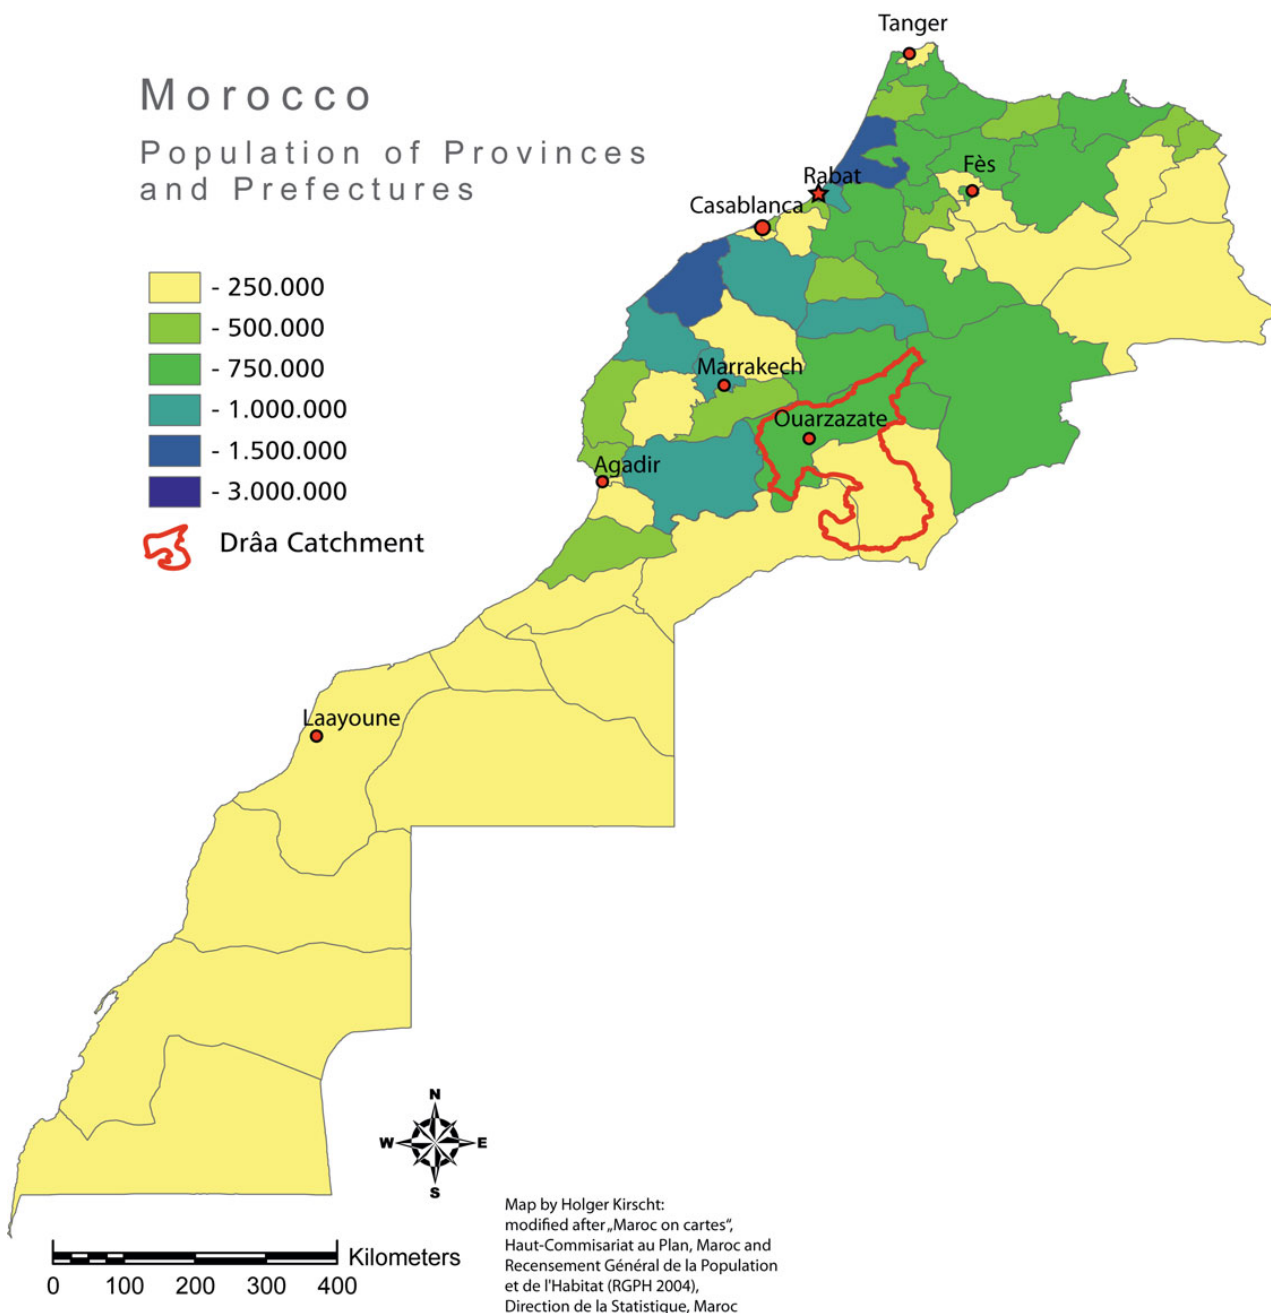 Morocco
Population of Provinces
and Prefectures
- 250.000
- 500.000
- 750.000
- 1.000.000
- 1.500.000
- 3.000.000
Drâa Catchment
Tanger
Fès
Rabat
Casablanca
Marrakech
Ouarzazate
Agadir
Laayoune
N
W E
S
Kilometers
0 100 200 300 400
Map by Holger Kirscht:
modified after „Maroc on cartes“,
Haut-Commisariat au Plan, Maroc and
Recensement Général de la Population
et de l'Habitat (RGPH 2004),
Direction de la Statistique, Maroc